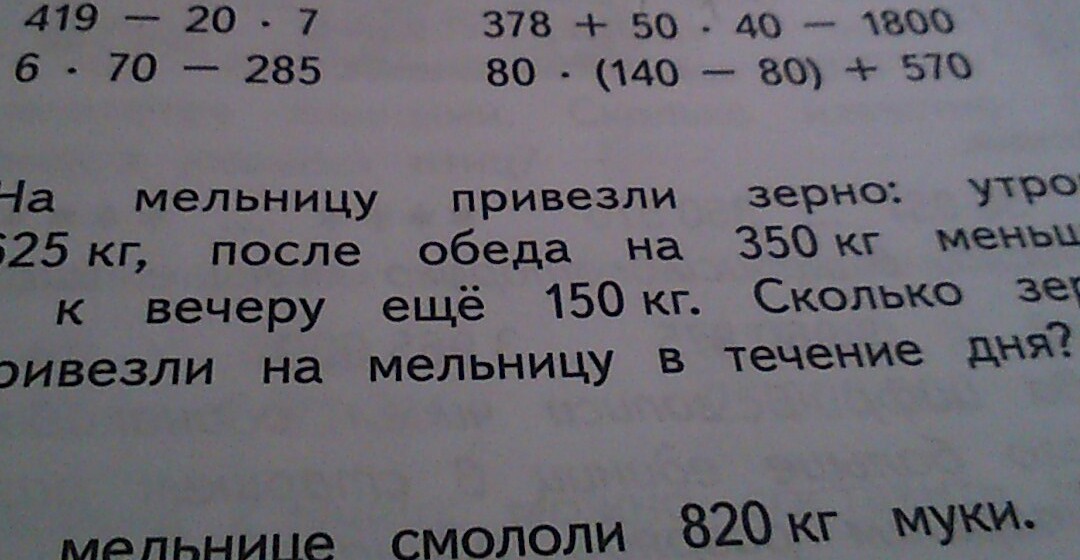 419 — 20 · 7 378 + 50 · 40 — 1800
6 · 70 — 285 80 · (140 — 80) + 570
На мельницу привезли зерно: утро
625 кг, после обеда на 350 кг меньш
к вечеру ещё 150 кг. Сколько зер
ривезли на мельницу в течение дня?
мельнице смололи 820 кг муки.